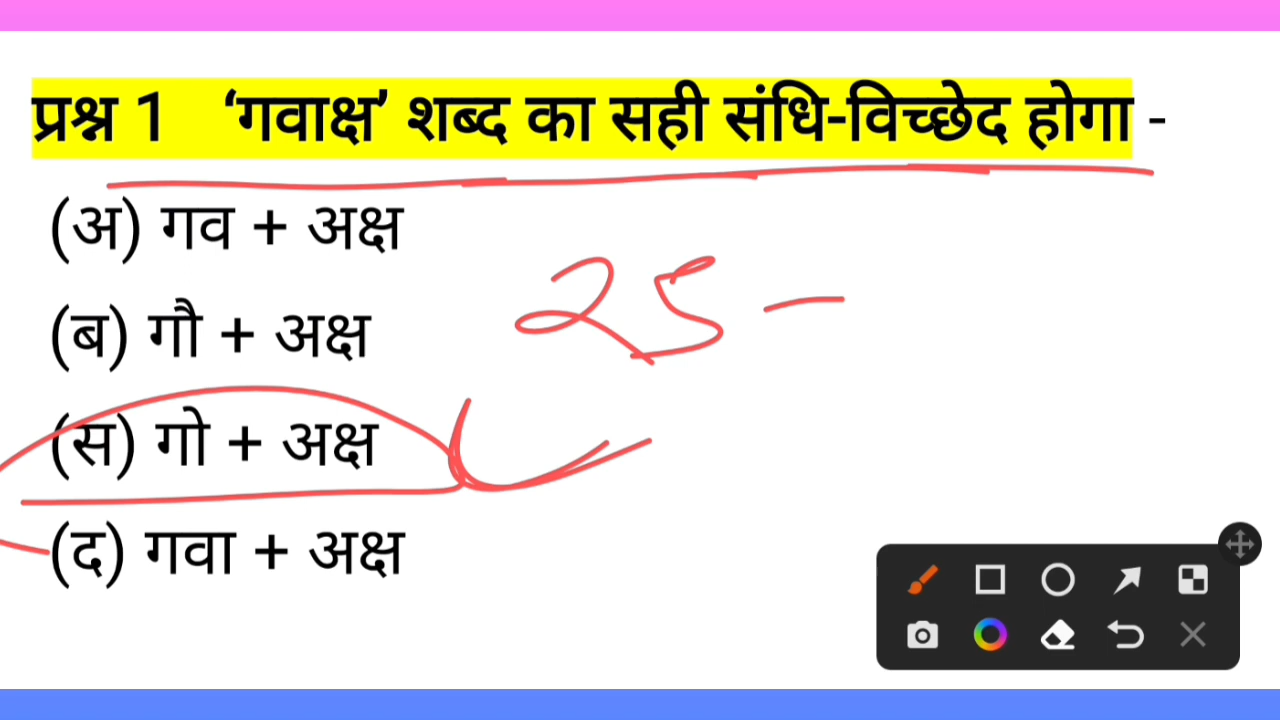 प्रश्न 1 ‘गवाक्ष’ शब्द का सही संधि-विच्छेद होगा -
(अ) गव + अक्ष
(ब) गौ + अक्ष
25 -
(स) गो + अक्ष
(द) गवा + अक्ष